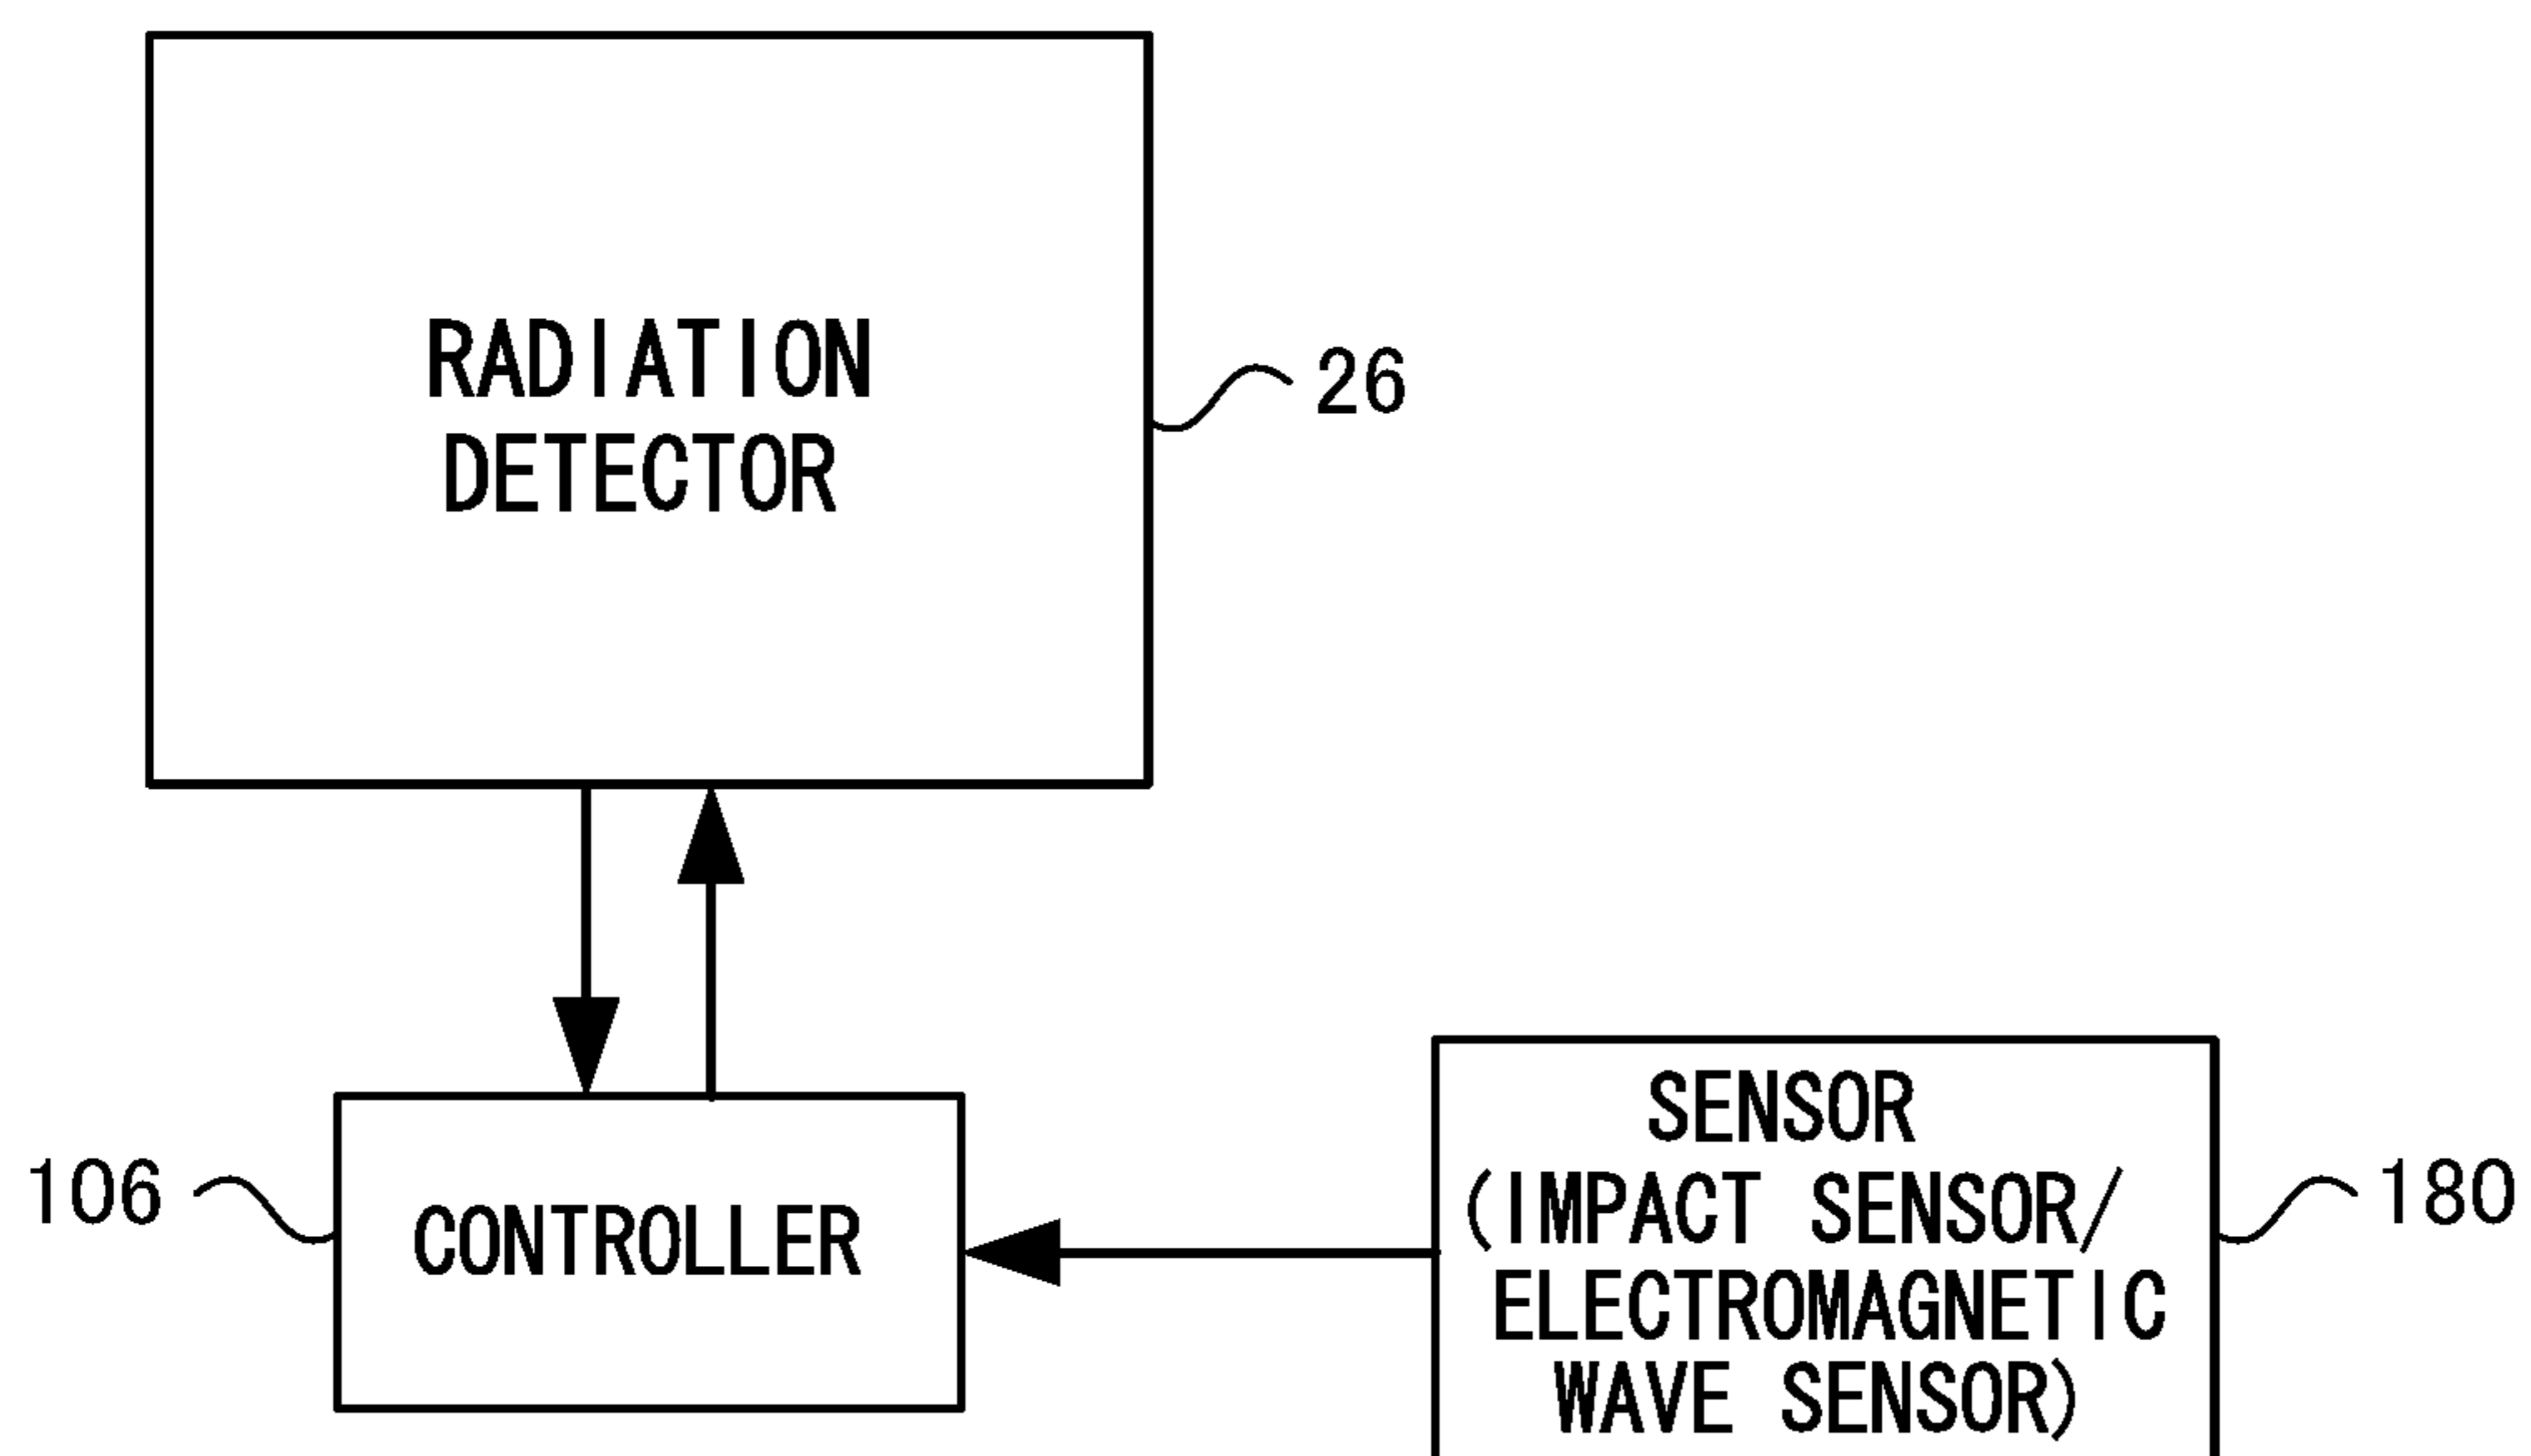 RADIATION
DETECTOR
26
106
CONTROLLER
SENSOR
(IMPACT SENSOR/
ELECTROMAGNETIC
WAVE SENSOR)
180